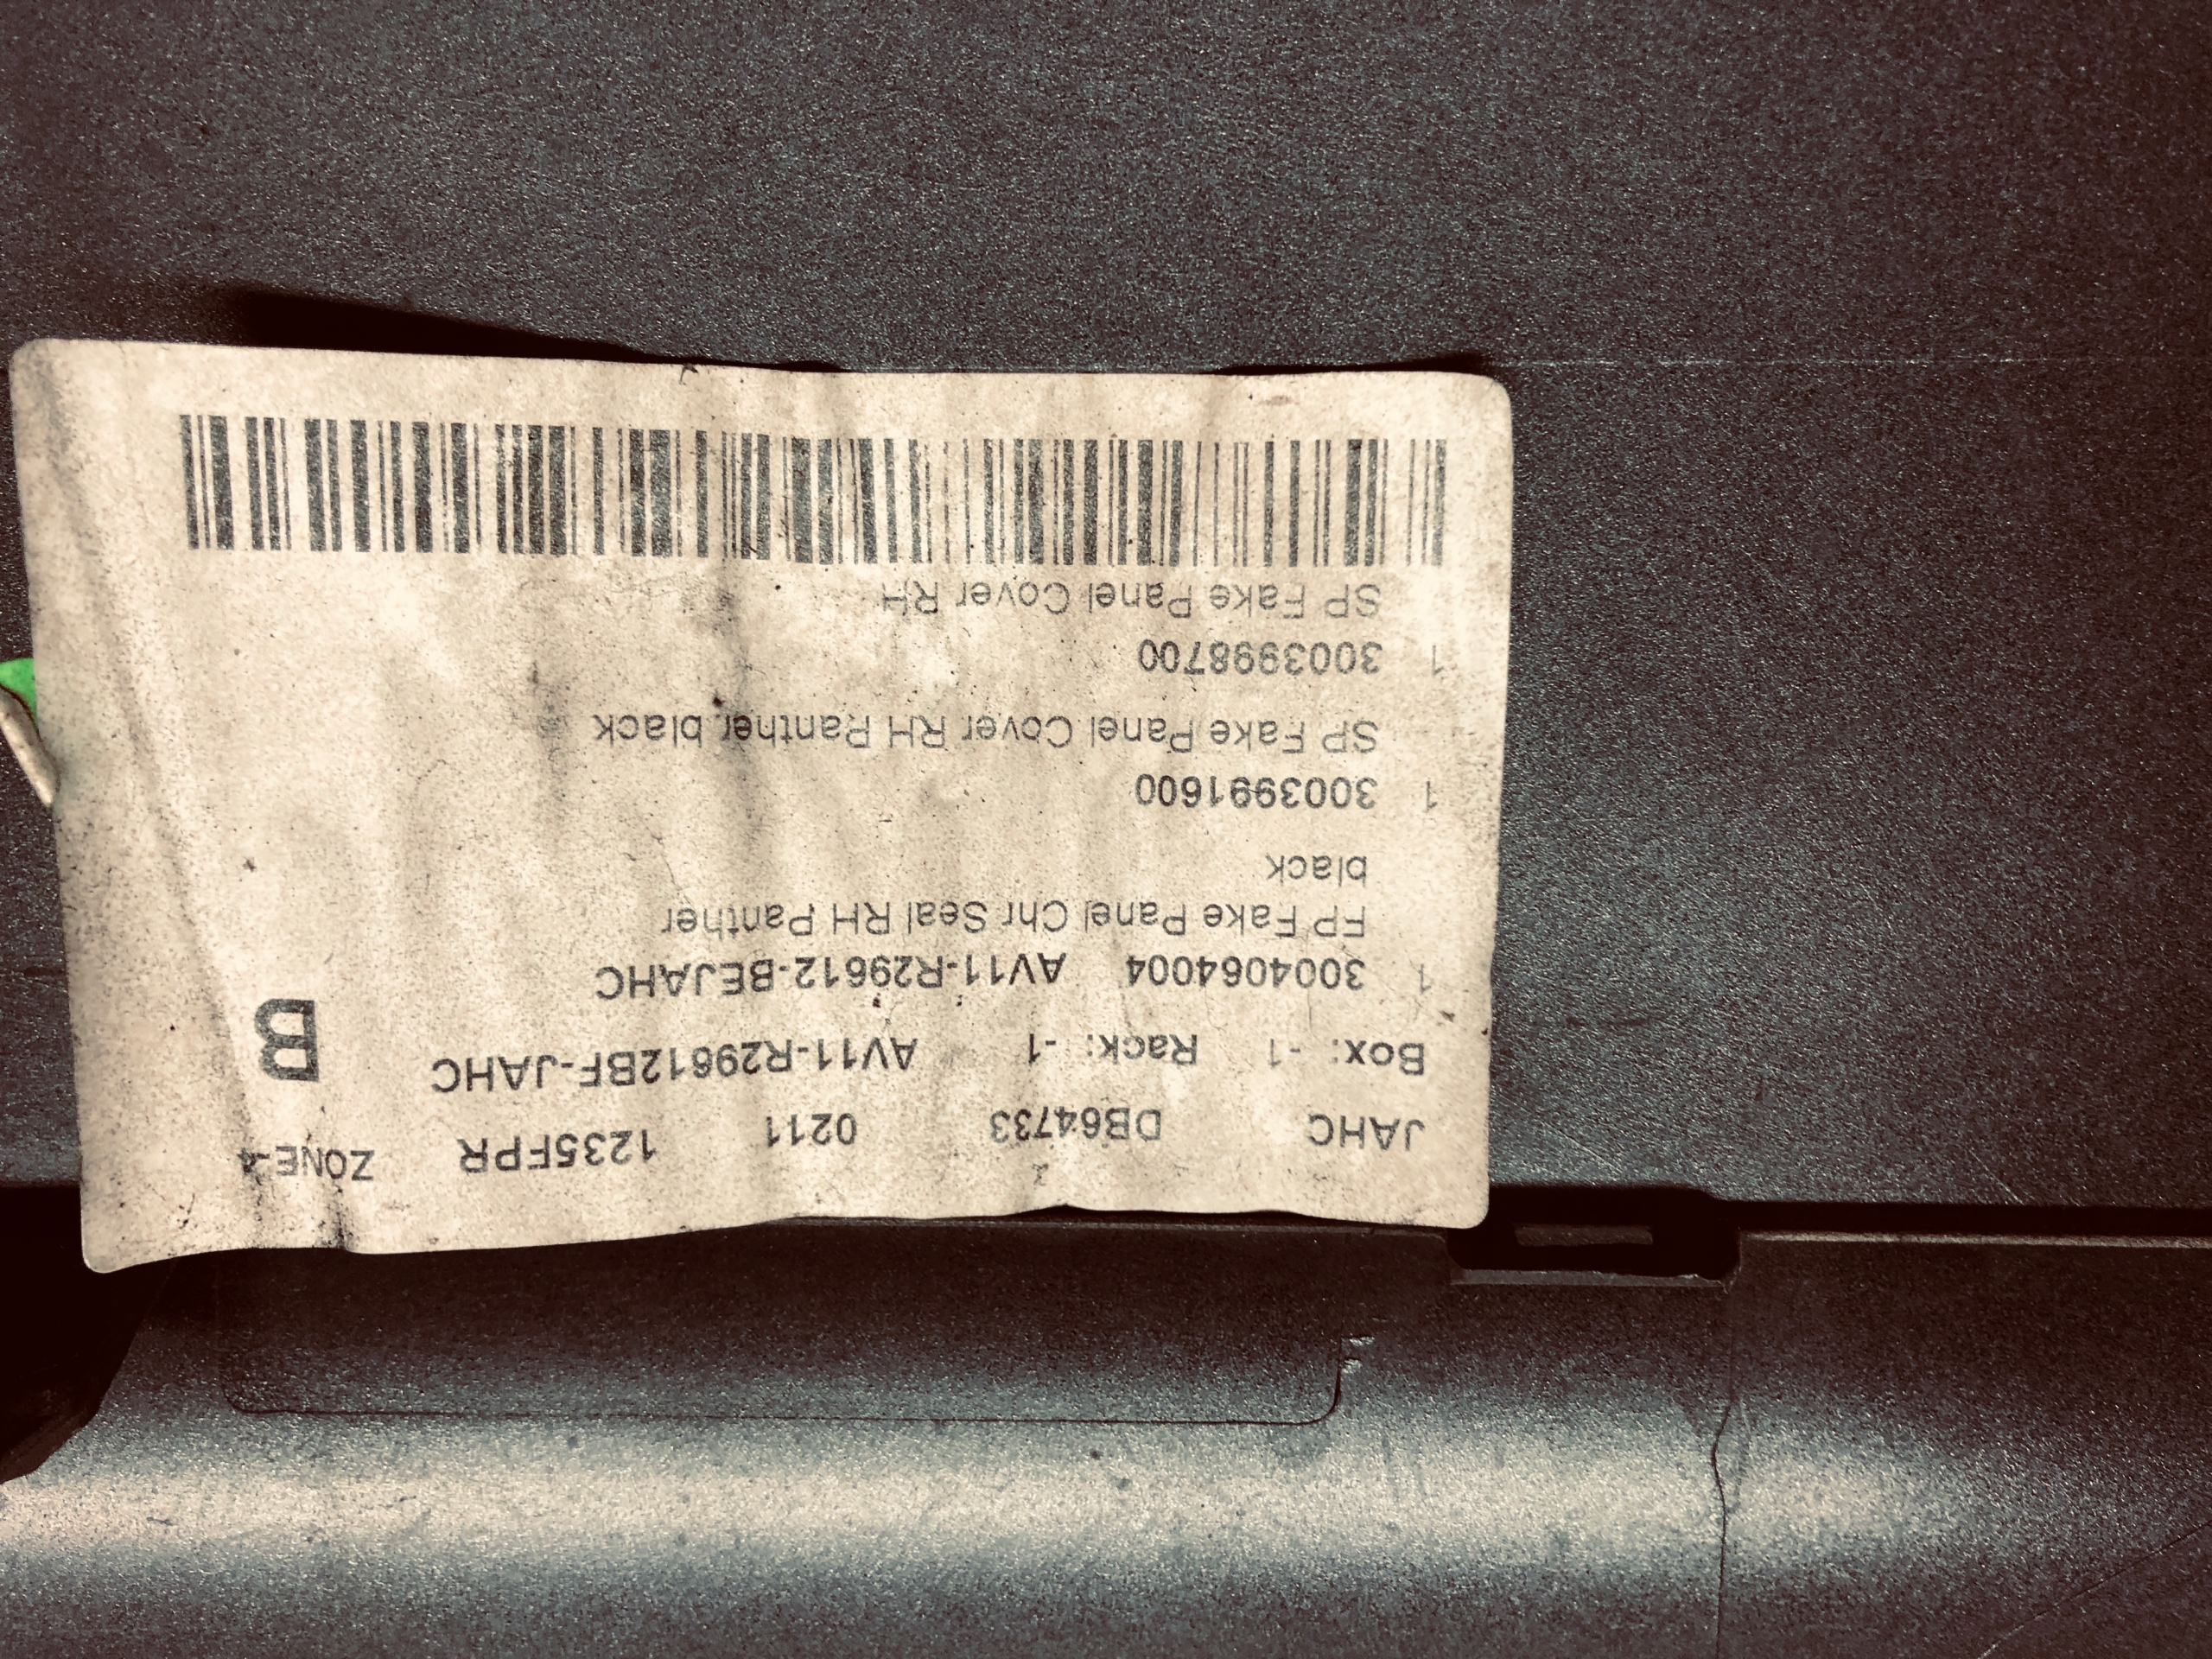 JAHC DB64733 0211 1235FPR ZONE-4
Box: -1 Rack: -1 AV11-R29612BF-JAHC B
1 3004064004 AV11-R29612-BEJAHC
FP Fake Panel Chr Seal RH Panther
black
1 3003991600
SP Fake Panel Cover RH Panther black
1 3003998700
SP Fake Panel Cover RH